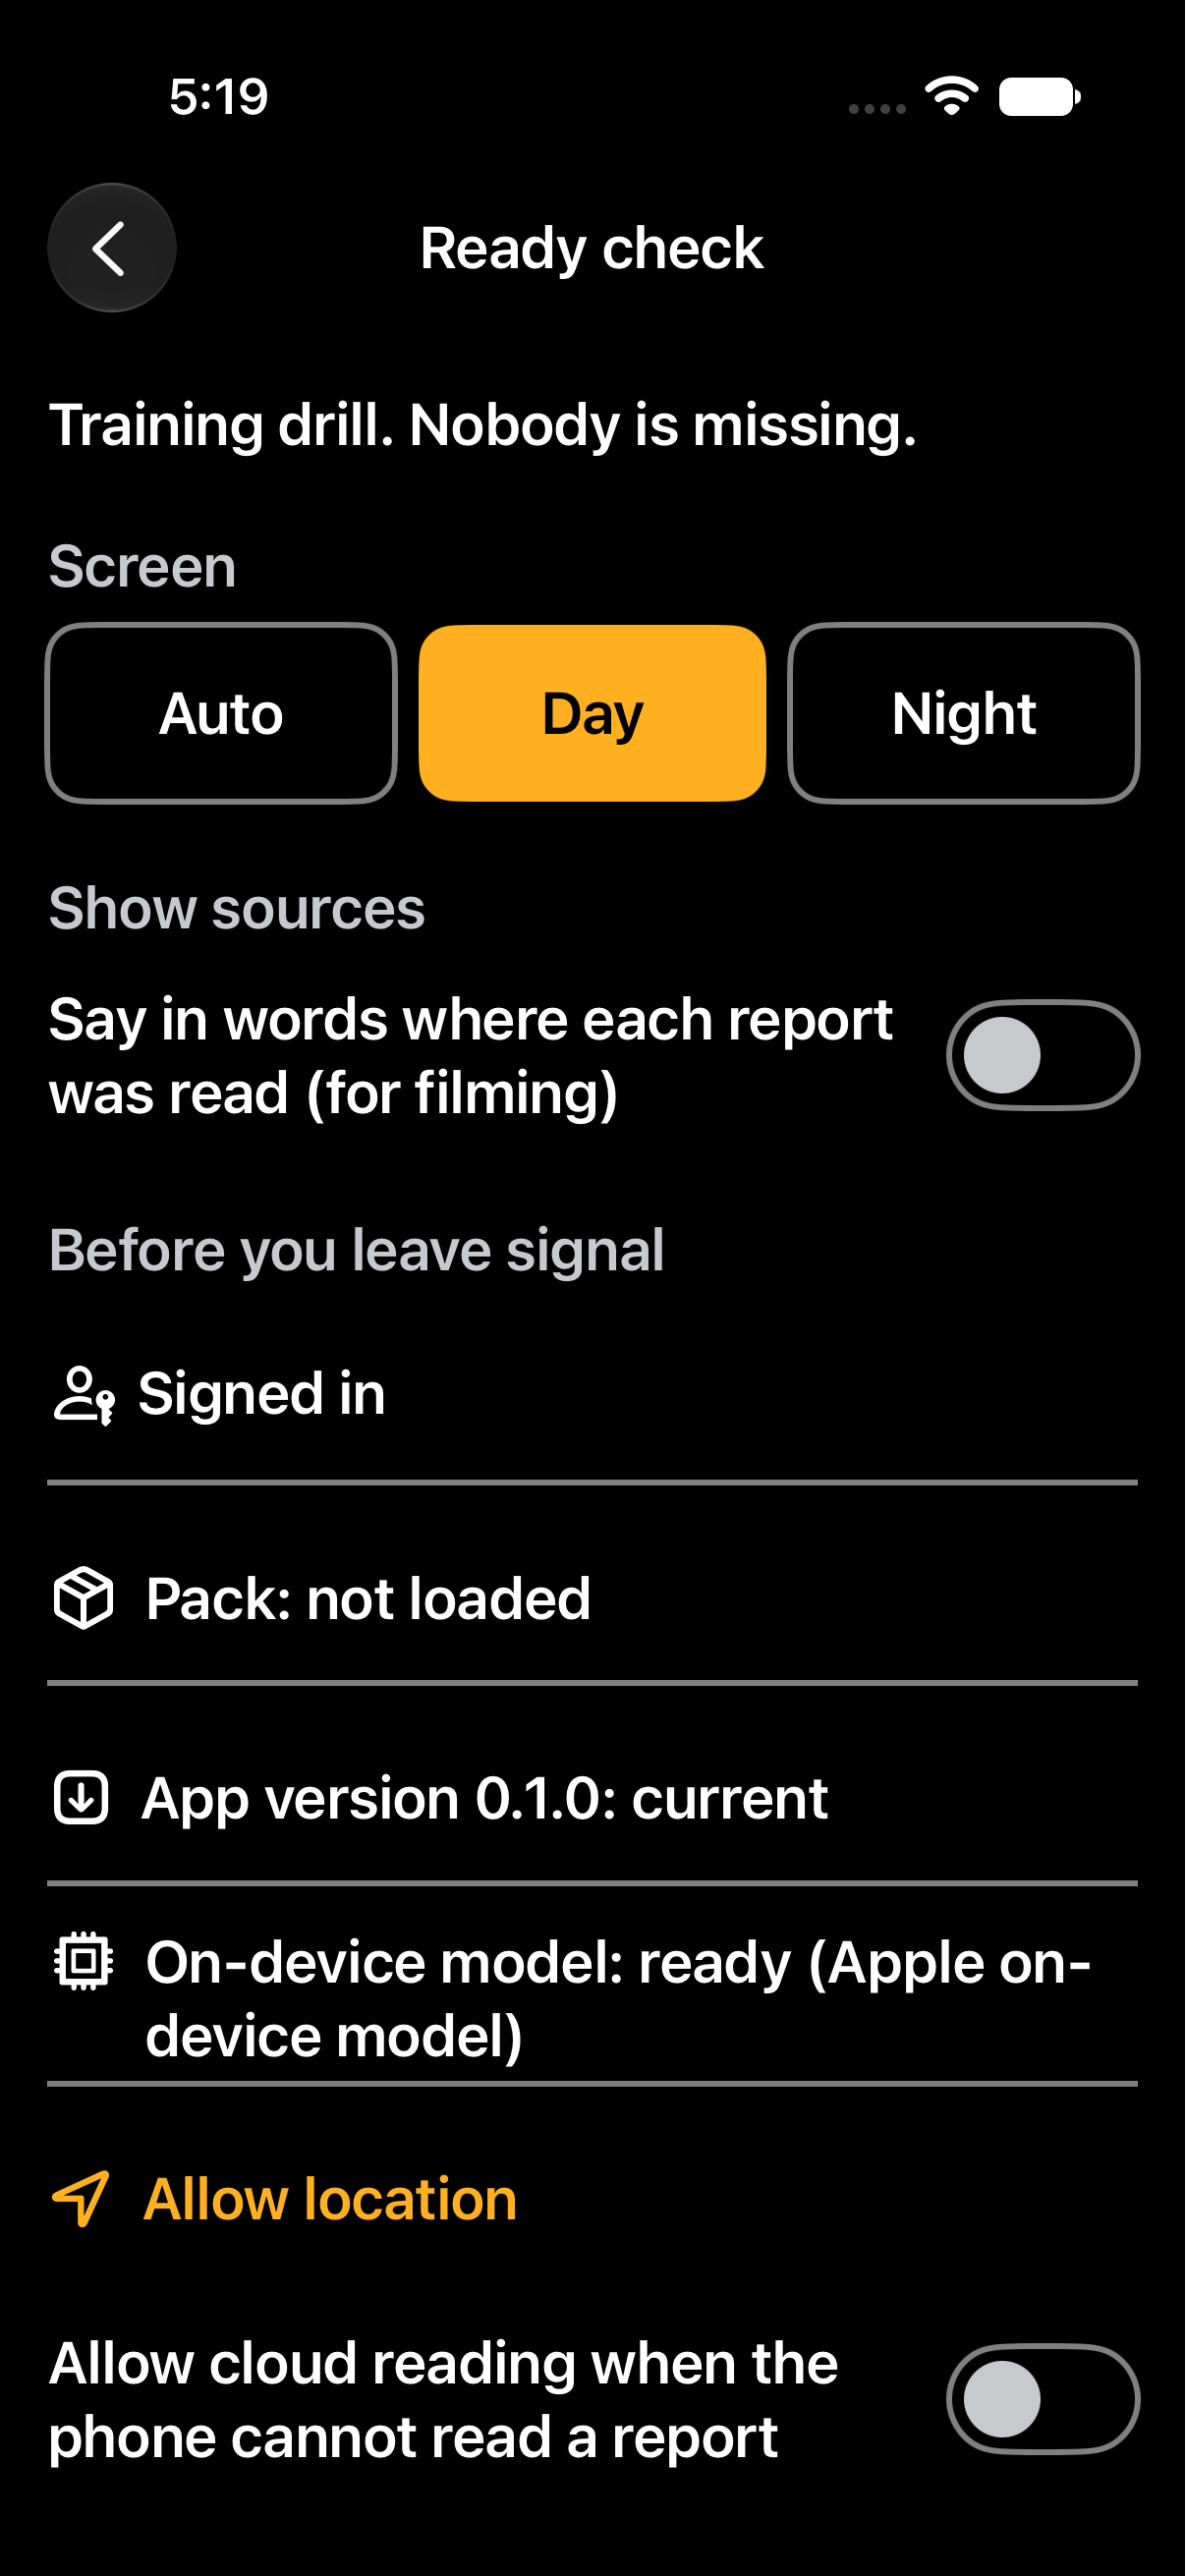 5:19
Ready check
Training drill. Nobody is missing.
Screen
Auto
Day
Night
Show sources
Say in words where each report
was read (for filming)
Before you leave signal
Signed in
Pack: not loaded
App version 0.1.0: current
On-device model: ready (Apple on-
device model)
Allow location
Allow cloud reading when the
phone cannot read a report